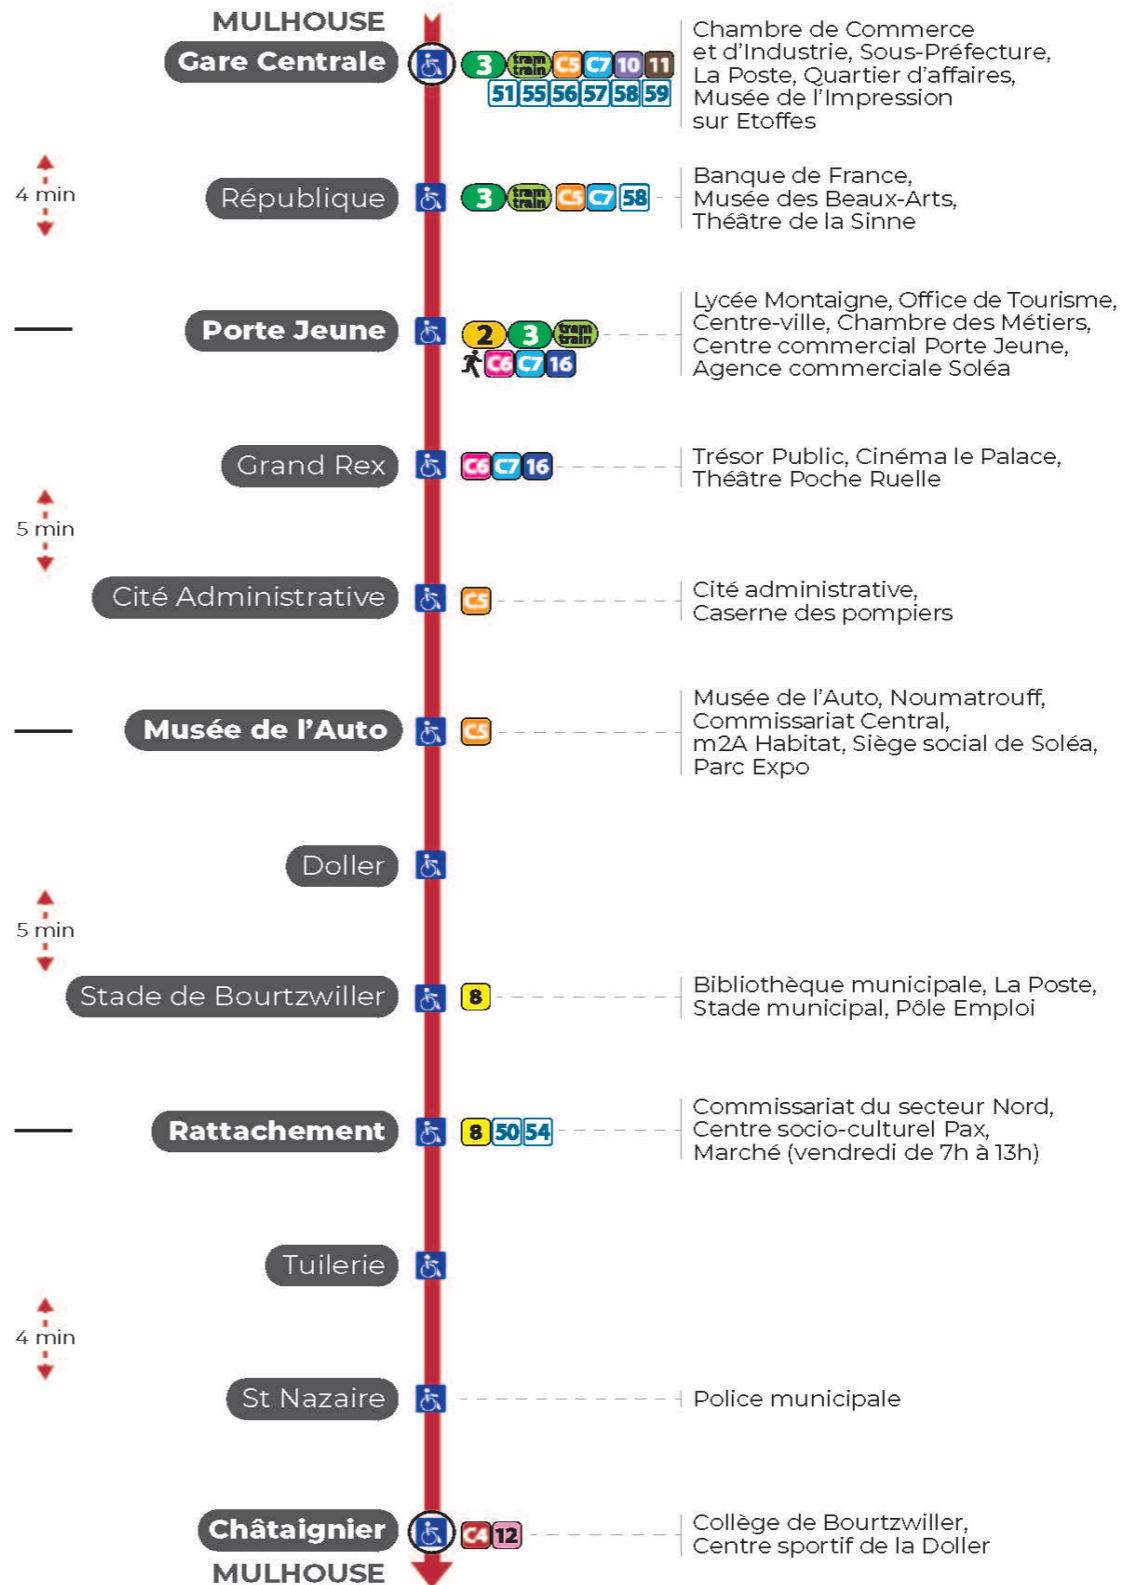 MULHOUSE
Gare Centrale
3 tram train C5 C7 10 11
51 55 56 57 58 59
Chambre de Commerce
et d'Industrie, Sous-Préfecture,
La Poste, Quartier d'affaires,
Musée de l'Impression
sur Etoffes
4 min
République
3 tram train C5 C7 58
Banque de France,
Musée des Beaux-Arts,
Théâtre de la Sinne
Porte Jeune
2 3 tram train
C6 C7 16
Lycée Montaigne, Office de Tourisme,
Centre-ville, Chambre des Métiers,
Centre commercial Porte Jeune,
Agence commerciale Soléa
Grand Rex
C6 C7 16
Trésor Public, Cinéma le Palace,
Théâtre Poche Ruelle
5 min
Cité Administrative
C5
Cité administrative,
Caserne des pompiers
Musée de l'Auto
C5
Musée de l'Auto, Noumatrouff,
Commissariat Central,
m2A Habitat, Siège social de Soléa,
Parc Expo
Doller
5 min
Stade de Bourtzwiller
8
Bibliothèque municipale, La Poste,
Stade municipal, Pôle Emploi
Rattachement
8 50 54
Commissariat du secteur Nord,
Centre socio-culturel Pax,
Marché (vendredi de 7h à 13h)
Tuilerie
4 min
St Nazaire
Police municipale
Châtaignier
C4 12
Collège de Bourtzwiller,
Centre sportif de la Doller
MULHOUSE